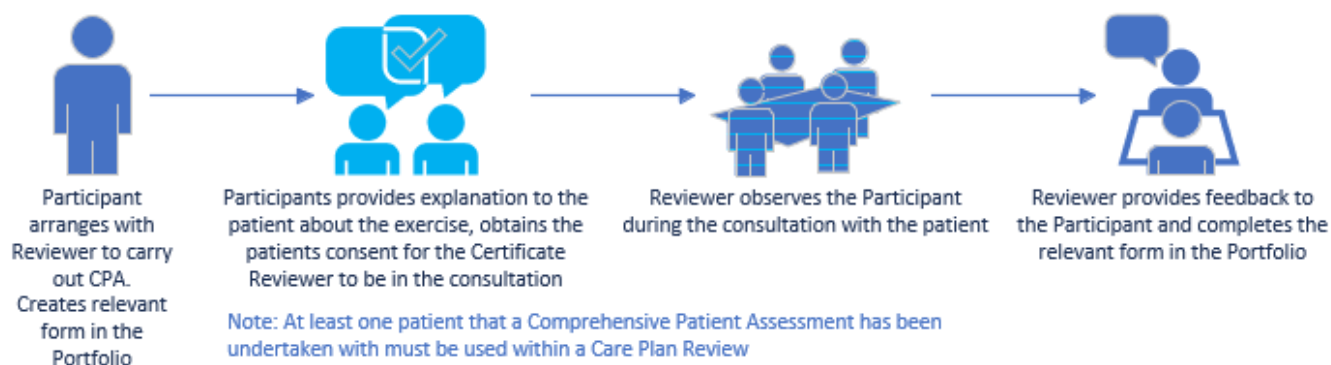 Participant
arranges with
Reviewer to carry
out CPA.
Creates relevant
form in the
Portfolio
Participants provides explanation to the
patient about the exercise, obtains the
patients consent for the Certificate
Reviewer to be in the consultation
Reviewer observes the Participant
during the consultation with the patient
Reviewer provides feedback to
the Participant and completes the
relevant form in the Portfolio
Note: At least one patient that a Comprehensive Patient Assessment has been
undertaken with must be used within a Care Plan Review